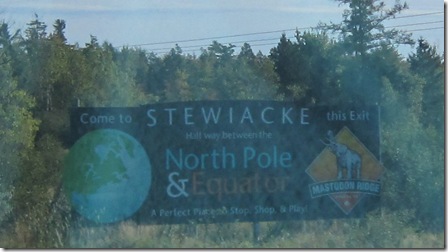 Come to STEWIACKE this Exit
Half way between the
North Pole
& Equator
MASTODON RIDGE
A Perfect Place to Stop, Shop, & Play!